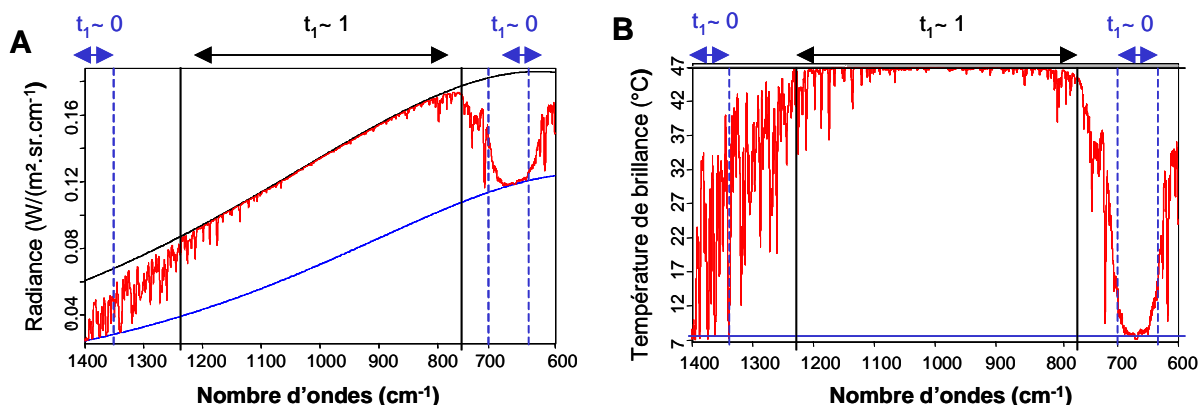 A
t₁~ 0
t₁~ 1
t₁~ 0
Radiance (W/(m².sr.cm⁻¹)
0.16
0.12
0.08
0.04
1400 1300 1200 1100 1000 900 800 700 600
Nombre d'ondes (cm⁻¹)
B
t₁~ 0
t₁~ 1
t₁~ 0
Température de brillance (°C)
47
42
37
32
27
22
17
12
7
1400 1300 1200 1100 1000 900 800 700 600
Nombre d'ondes (cm⁻¹)